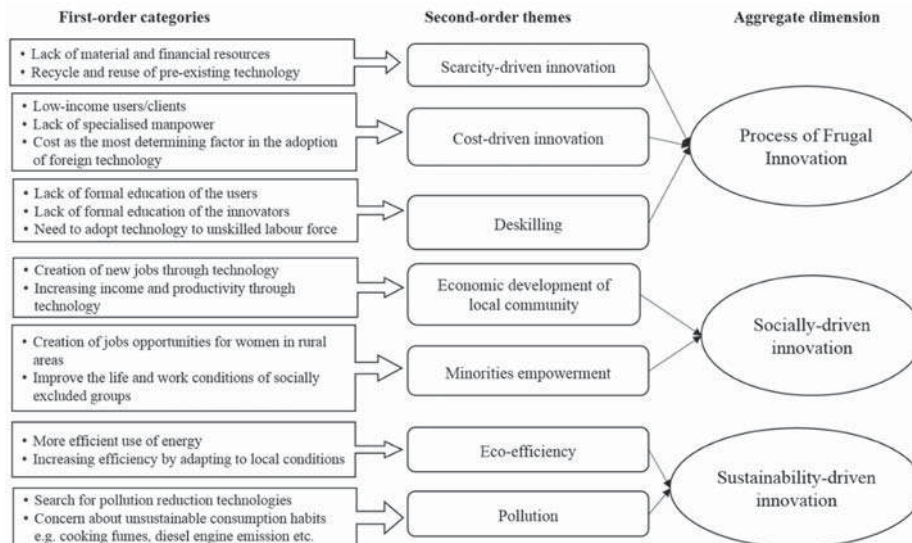 First-order categories
Second-order themes
Aggregate dimension
• Lack of material and financial resources
• Recycle and reuse of pre-existing technology
Scarcity-driven innovation
• Low-income users/clients
• Lack of specialised manpower
• Cost as the most determining factor in the adoption
of foreign technology
Cost-driven innovation
Process of Frugal
Innovation
• Lack of formal education of the users
• Lack of formal education of the innovators
• Need to adopt technology to unskilled labour force
Deskilling
• Creation of new jobs through technology
• Increasing income and productivity through
technology
Economic development of
local community
Socially-driven
innovation
• Creation of jobs opportunities for women in rural
areas
• Improve the life and work conditions of socially
excluded groups
Minorities empowerment
• More efficient use of energy
• Increasing efficiency by adapting to local conditions
Eco-efficiency
Sustainability-driven
innovation
• Search for pollution reduction technologies
• Concern about unsustainable consumption habits
e.g. cooking fumes, diesel engine emission etc.
Pollution